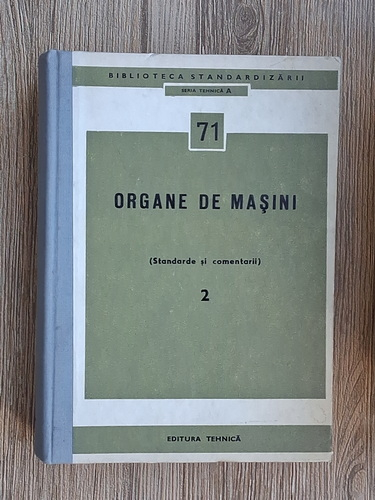 BIBLIOTECA STANDARDIZĂRII
SERIA TEHNICĂ A
71
ORGANE DE MAŞINI
(Standarde şi comentarii)
2
EDITURA TEHNICĂ